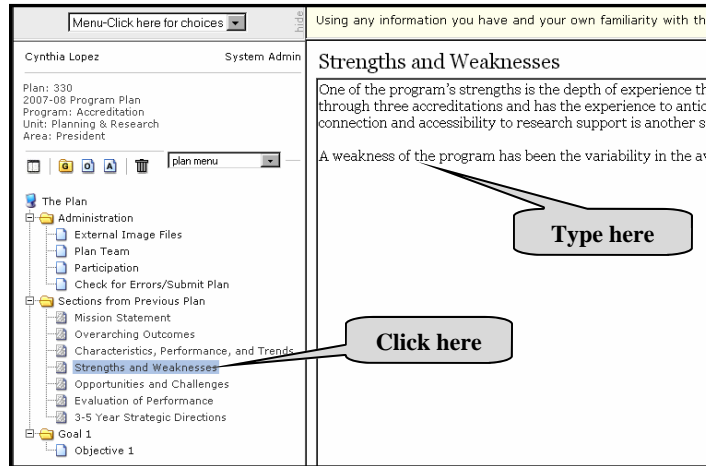 Menu-Click here for choices
hide
Cynthia Lopez System Admin
Plan: 330
2007-08 Program Plan
Program: Accreditation
Unit: Planning & Research
Area: President
G O A plan menu
The Plan
Administration
External Image Files
Plan Team
Participation
Check for Errors/Submit Plan
Sections from Previous Plan
Mission Statement
Overarching Outcomes
Characteristics, Performance, and Trends
Strengths and Weaknesses
Opportunities and Challenges
Evaluation of Performance
3-5 Year Strategic Directions
Goal 1
Objective 1
Using any information you have and your own familiarity with th
Strengths and Weaknesses
One of the program's strengths is the depth of experience th
through three accreditations and has the experience to antic
connection and accessibility to research support is another s
A weakness of the program has been the variability in the av
Type here
Click here